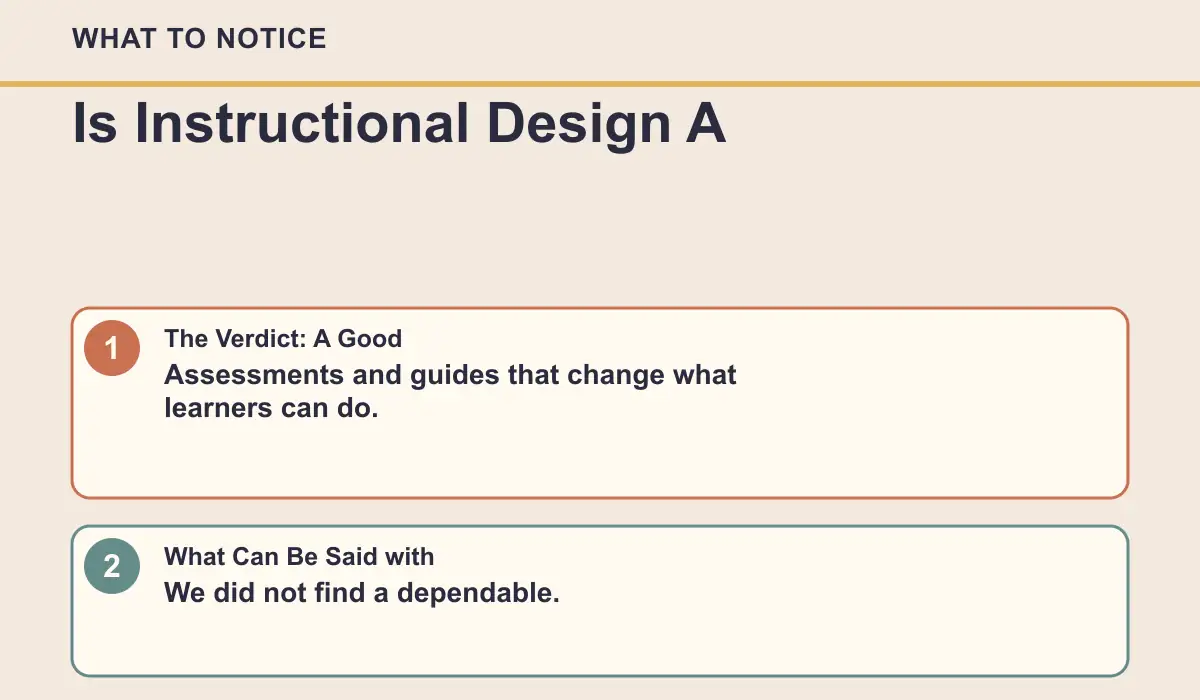 WHAT TO NOTICE
Is Instructional Design A
1
The Verdict: A Good
Assessments and guides that change what
learners can do.
2
What Can Be Said with
We did not find a dependable.